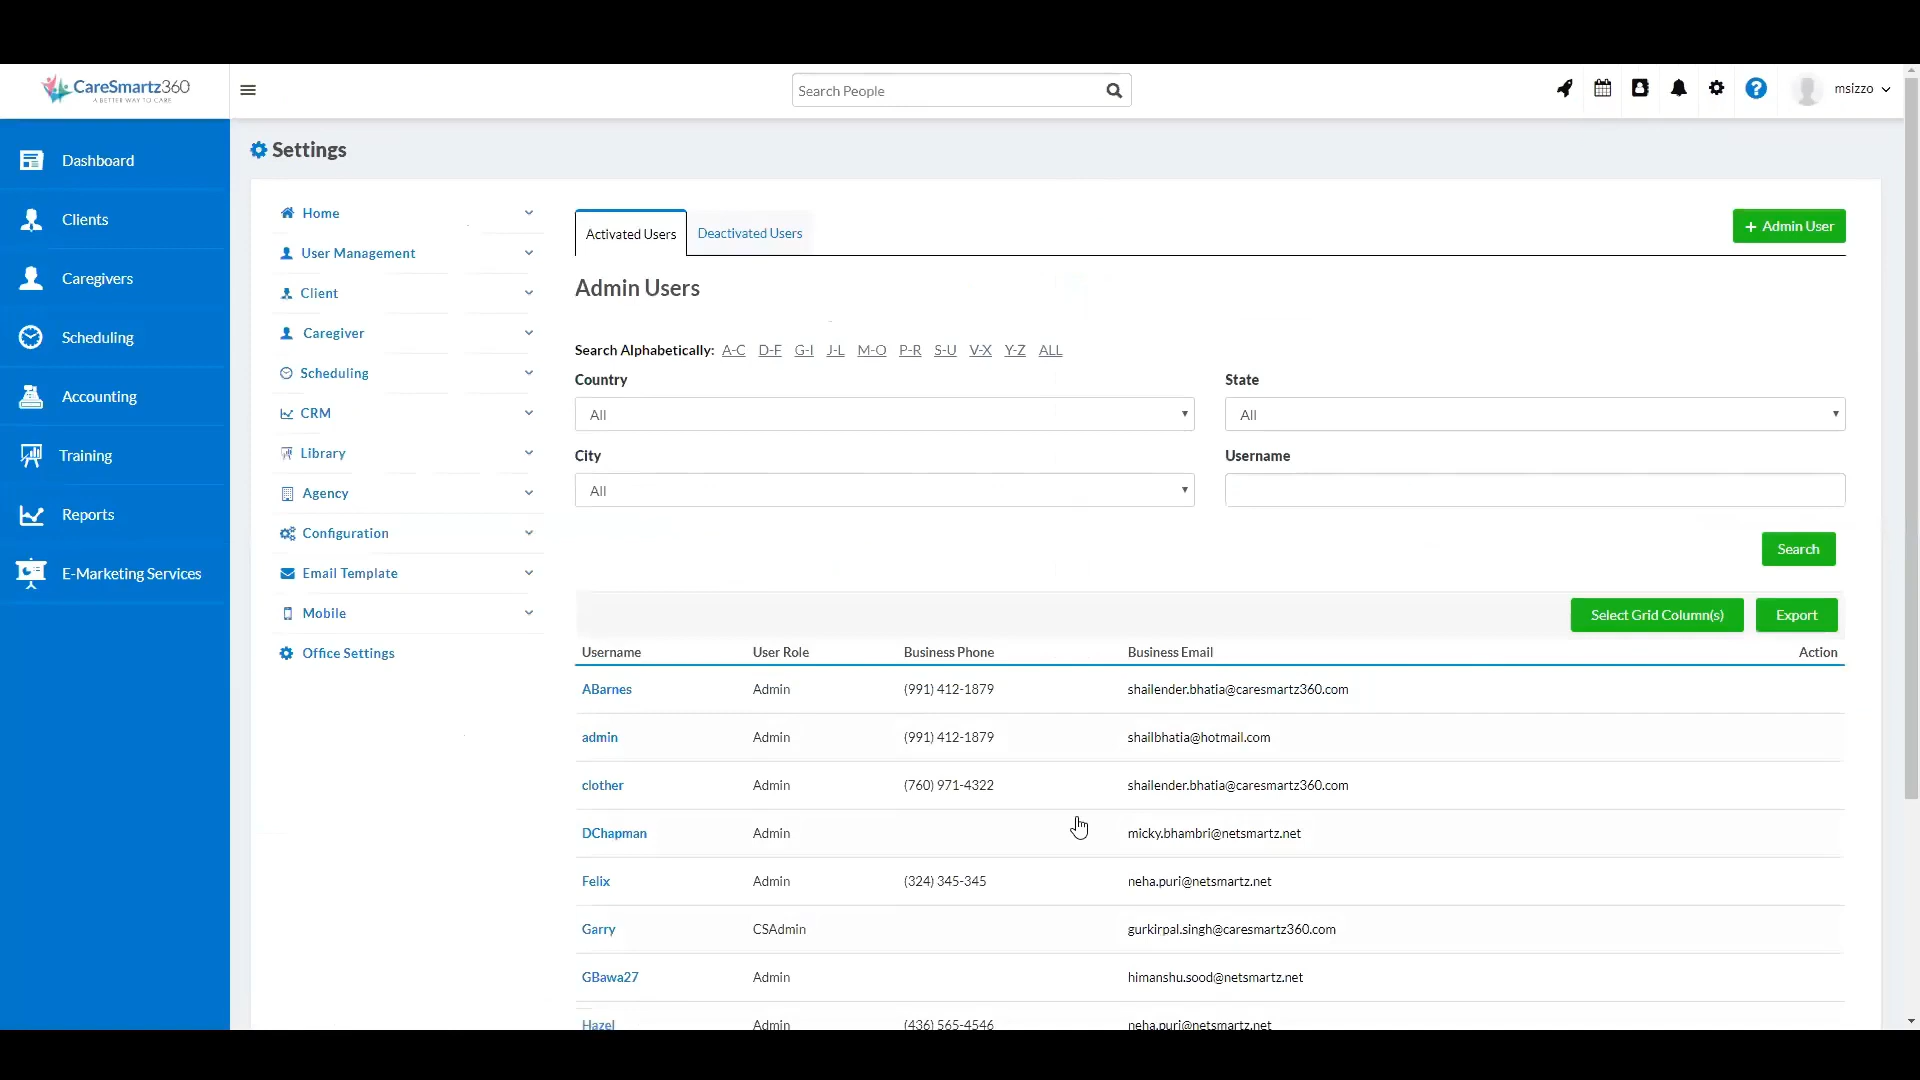 CareSmartz360
A BETTER WAY TO CARE
Search People
msizzo
Dashboard
Clients
Caregivers
Scheduling
Accounting
Training
Reports
E-Marketing Services
Settings
Home
User Management
Client
Caregiver
Scheduling
CRM
Library
Agency
Configuration
Email Template
Mobile
Office Settings
Activated Users Deactivated Users
+ Admin User
Admin Users
Search Alphabetically: A-C D-F G-I J-L M-O P-R S-U V-X Y-Z ALL
Country State
All All
City Username
All
Search
Select Grid Column(s) Export
Username User Role Business Phone Business Email Action
ABarnes Admin (991) 412-1879 shailender.bhatia@caresmartz360.com
admin Admin (991) 412-1879 shailbhatia@hotmail.com
clother Admin (760) 971-4322 shailender.bhatia@caresmartz360.com
DChapman Admin micky.bhambri@netsmartz.net
Felix Admin (324) 345-345 neha.puri@netsmartz.net
Garry CSAdmin gurkirpal.singh@caresmartz360.com
GBawa27 Admin himanshu.sood@netsmartz.net
Hazel Admin (436) 565-4546 neha.puri@netsmartz.net